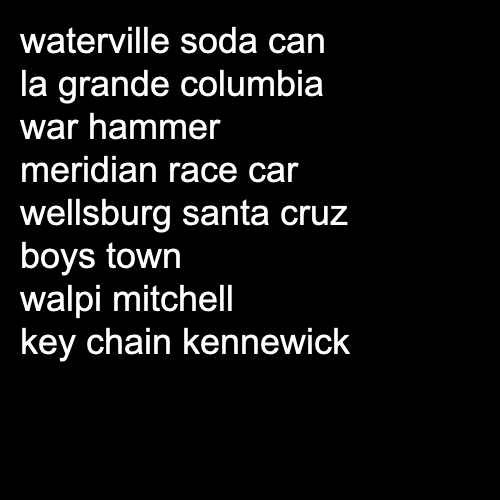 waterville soda can
la grande columbia
war hammer
meridian race car
wellsburg santa cruz
boys town
walpi mitchell
key chain kennewick